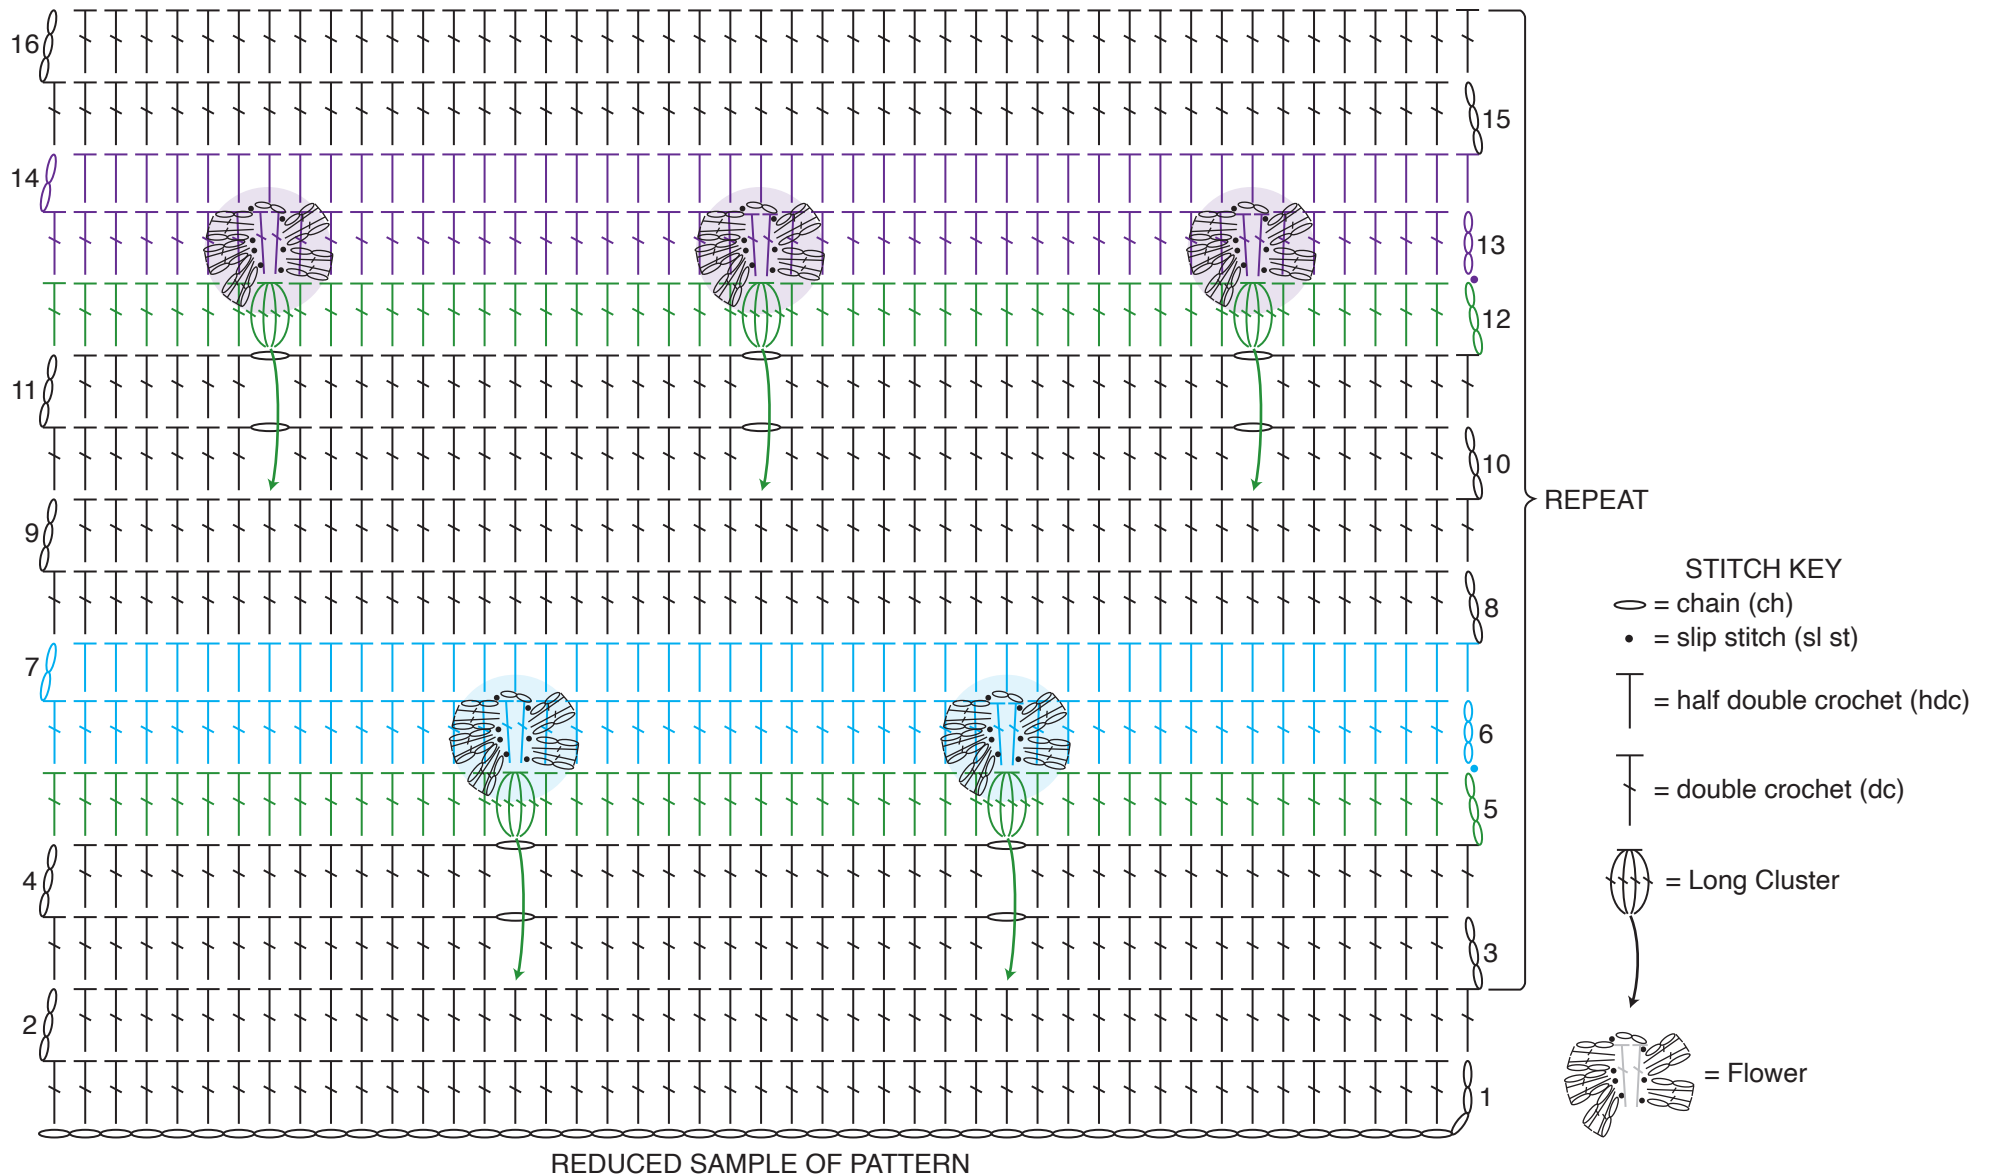 16
15
14
13
12
11
10
9
REPEAT
8
7
6
5
4
3
2
1
STITCH KEY
= chain (ch)
= slip stitch (sl st)
= half double crochet (hdc)
= double crochet (dc)
= Long Cluster
= Flower
REDUCED SAMPLE OF PATTERN